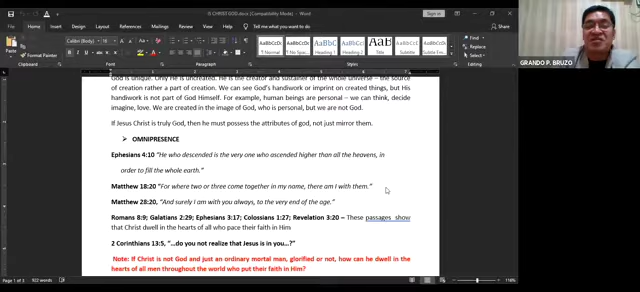 IS CHRIST GOD.docx [Compatibility Mode] - Word
Sign in
File Home Insert Design Layout References Mailings Review View Help Tell me what you want to do
Cut
Copy
Format Painter
Calibri (Body) 16
AaBbCcDc AaBbCcDc AaBbC AaBbCcC AaB AaBbCcD AaBbCcDc
¶ Normal Heading 1 Heading 2 Title Subtitle
Find
Replace
Select
Clipboard Font Paragraph Styles Editing
GRANDO P. BRUZO
God is unique. Only He is uncreated. He is the creator and sustainer of the whole universe – the source
of creation rather a part of creation. We can see God's handiwork or imprint on created things, but His
handiwork is not part of God Himself. For example, human beings are personal – we can think, decide
imagine, love. We are created in the image of God, who is personal, but we are not God.
If Jesus Christ is truly God, then he must possess the attributes of god, not just mirror them.
➢ OMNIPRESENCE
Ephesians 4:10 "He who descended is the very one who ascended higher than all the heavens, in
order to fill the whole earth."
Matthew 18:20 "For where two or three come together in my name, there am I with them."
Matthew 28:20, "And surely I am with you always, to the very end of the age."
Romans 8:9; Galatians 2:29; Ephesians 3:17; Colossians 1:27; Revelation 3:20 – These passages show
that Christ dwell in the hearts of all who pace their faith in Him
2 Corinthians 13:5, "…do you not realize that Jesus is in you…?"
Note: If Christ is not God and just an ordinary mortal man, glorified or not, how can he dwell in the
hearts of all men throughout the world who put their faith in Him?
Page 1 of 3 922 words
118%